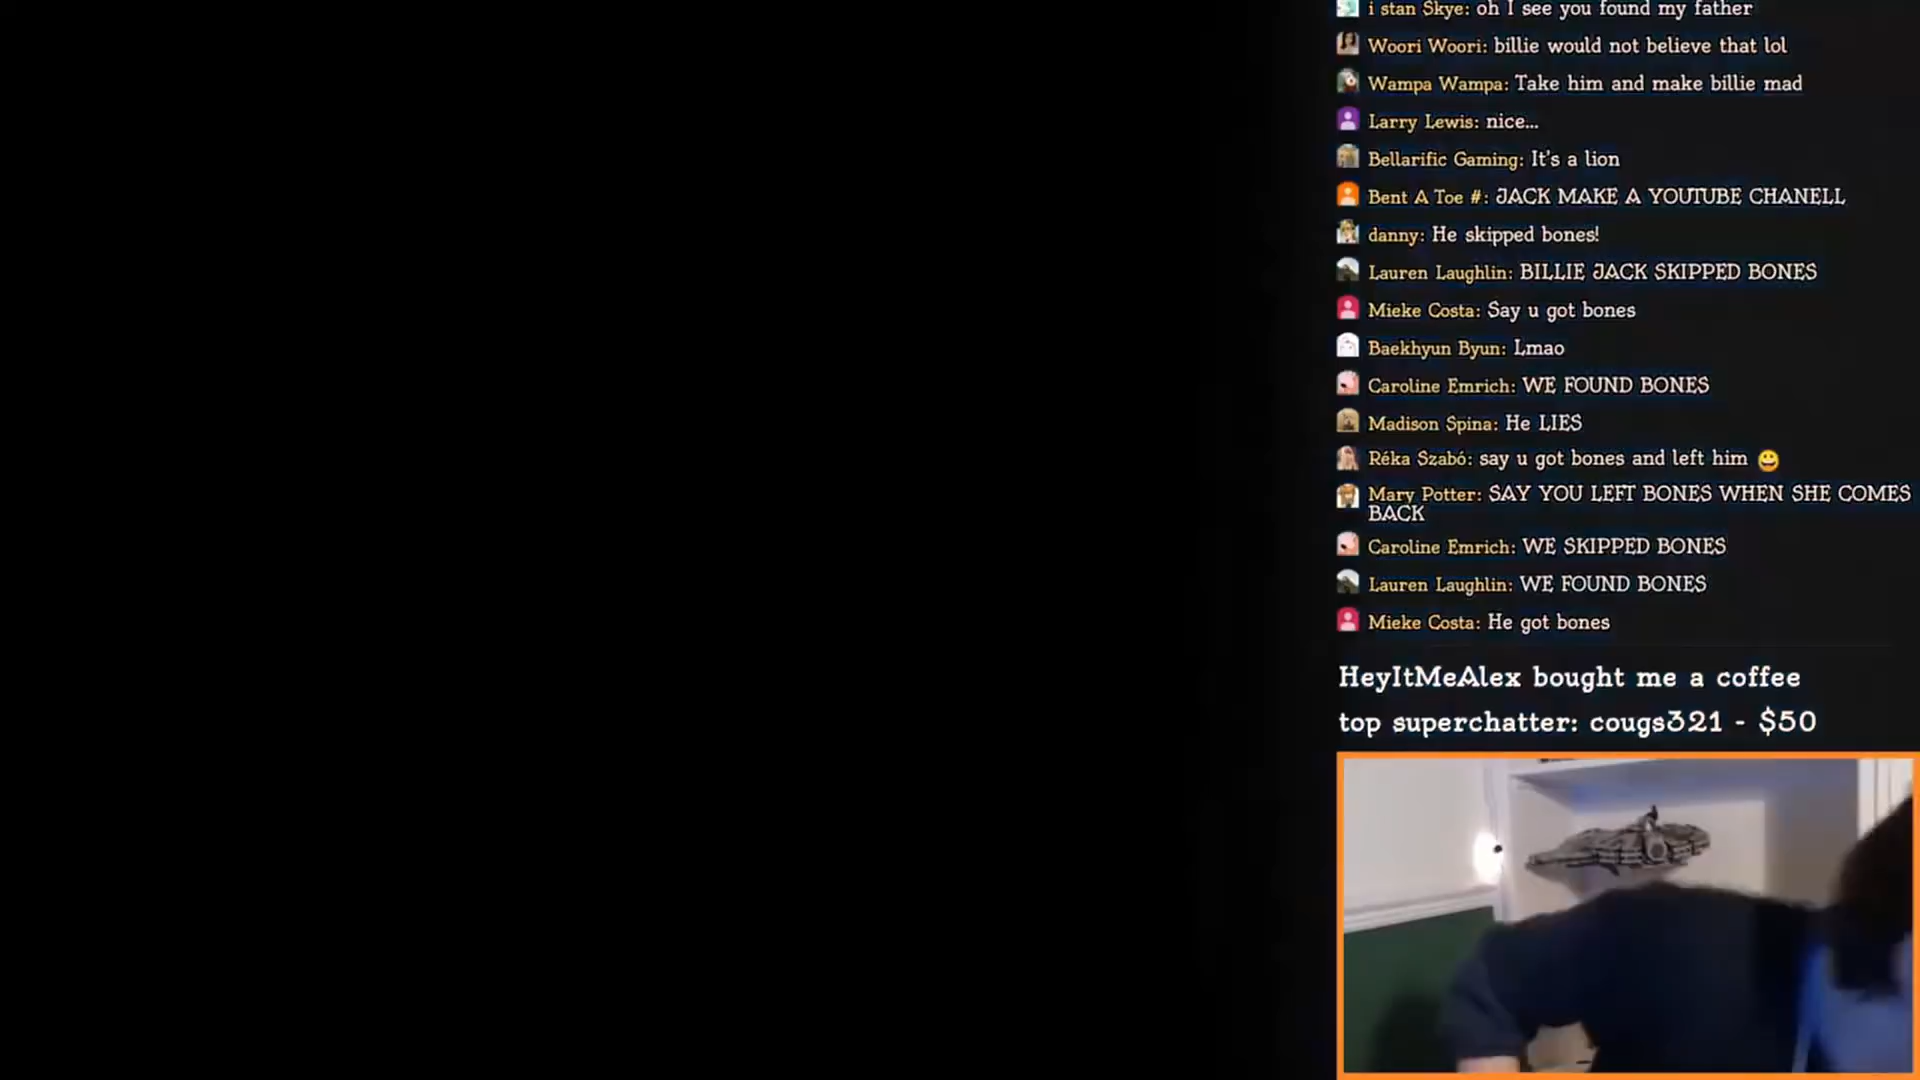 i stan Skye: oh I see you found my father
Woori Woori: billie would not believe that lol
Wampa Wampa: Take him and make billie mad
Larry Lewis: nice...
Bellarific Gaming: It's a lion
Bent A Toe #: JACK MAKE A YOUTUBE CHANELL
danny: He skipped bones!
Lauren Laughlin: BILLIE JACK SKIPPED BONES
Mieke Costa: Say u got bones
Baekhyun Byun: Lmao
Caroline Emrich: WE FOUND BONES
Madison Spina: He LIES
Réka Szabó: say u got bones and left him 😀
Mary Potter: SAY YOU LEFT BONES WHEN SHE COMES
BACK
Caroline Emrich: WE SKIPPED BONES
Lauren Laughlin: WE FOUND BONES
Mieke Costa: He got bones
HeyItMeAlex bought me a coffee
top superchatter: cougs321 - $50